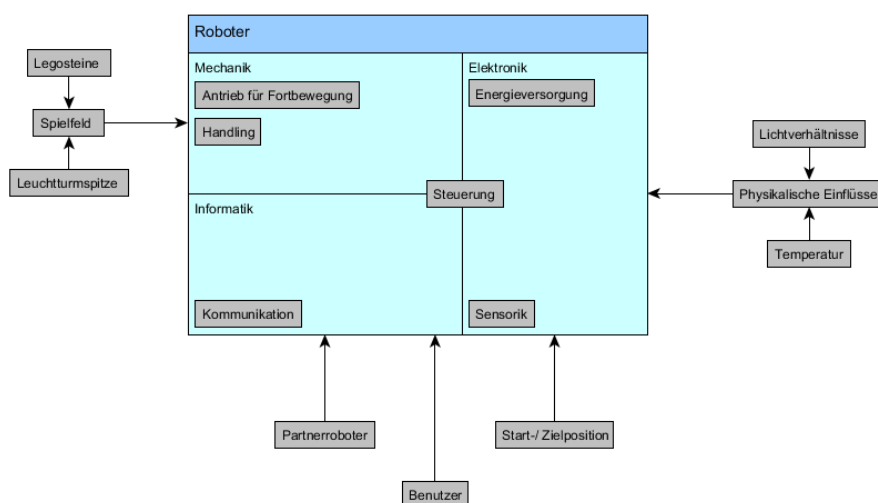 Roboter
Legosteine
Mechanik
Elektronik
Antrieb für Fortbewegung
Energieversorgung
Spielfeld
Handling
Lichtverhältnisse
Leuchtturmspitze
Steuerung
Physikalische Einflüsse
Informatik
Temperatur
Kommunikation
Sensorik
Partnerroboter
Start-/ Zielposition
Benutzer